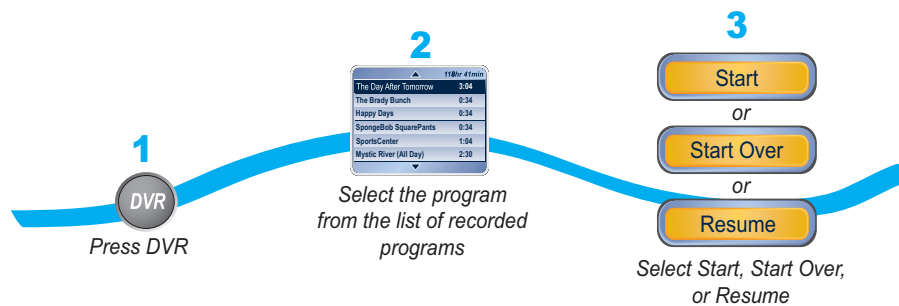 1
DVR
Press DVR
2
118hr 41min
The Day After Tomorrow 3:04
The Brady Bunch 0:34
Happy Days 0:34
SpongeBob SquarePants 0:34
SportsCenter 1:04
Mystic River (All Day) 2:30
Select the program
from the list of recorded
programs
3
Start
or
Start Over
or
Resume
Select Start, Start Over,
or Resume